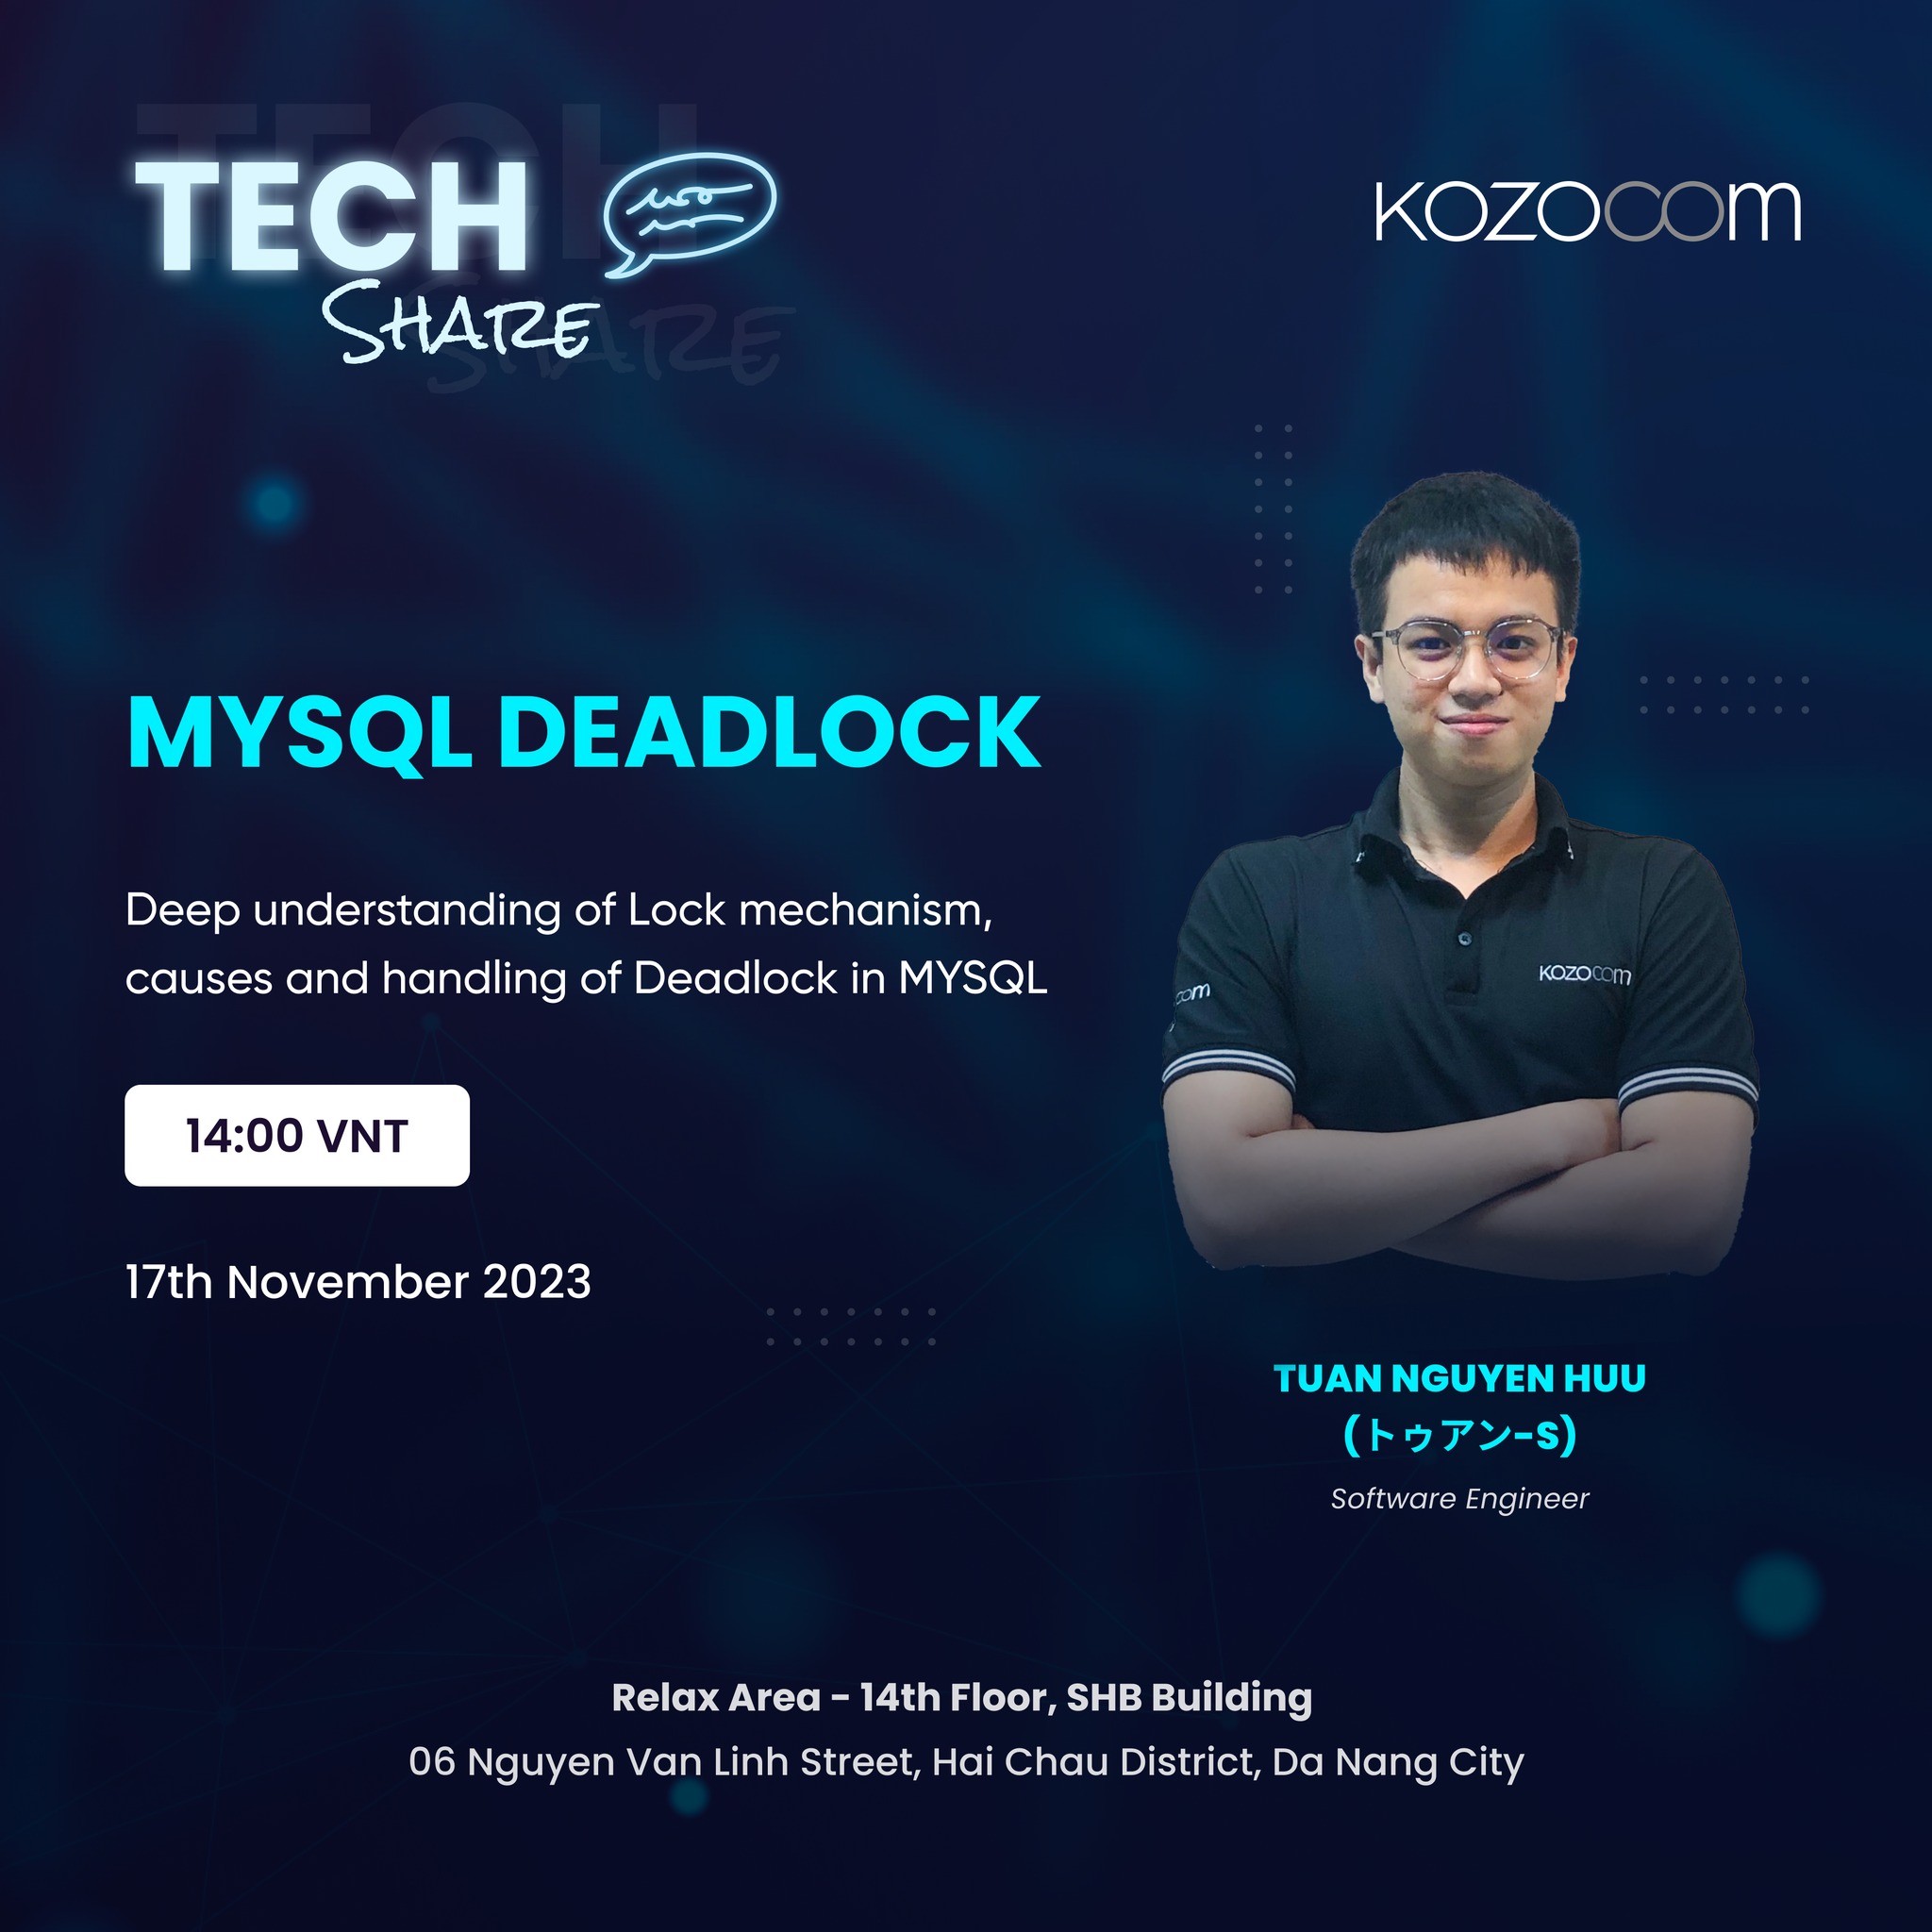 TECH
SHARE
KOZOCOM
MYSQL DEADLOCK
Deep understanding of Lock mechanism,
causes and handling of Deadlock in MYSQL
14:00 VNT
17th November 2023
KOZOCOM
com
TUAN NGUYEN HUU
(トゥアン-S)
Software Engineer
Relax Area - 14th Floor, SHB Building
06 Nguyen Van Linh Street, Hai Chau District, Da Nang City